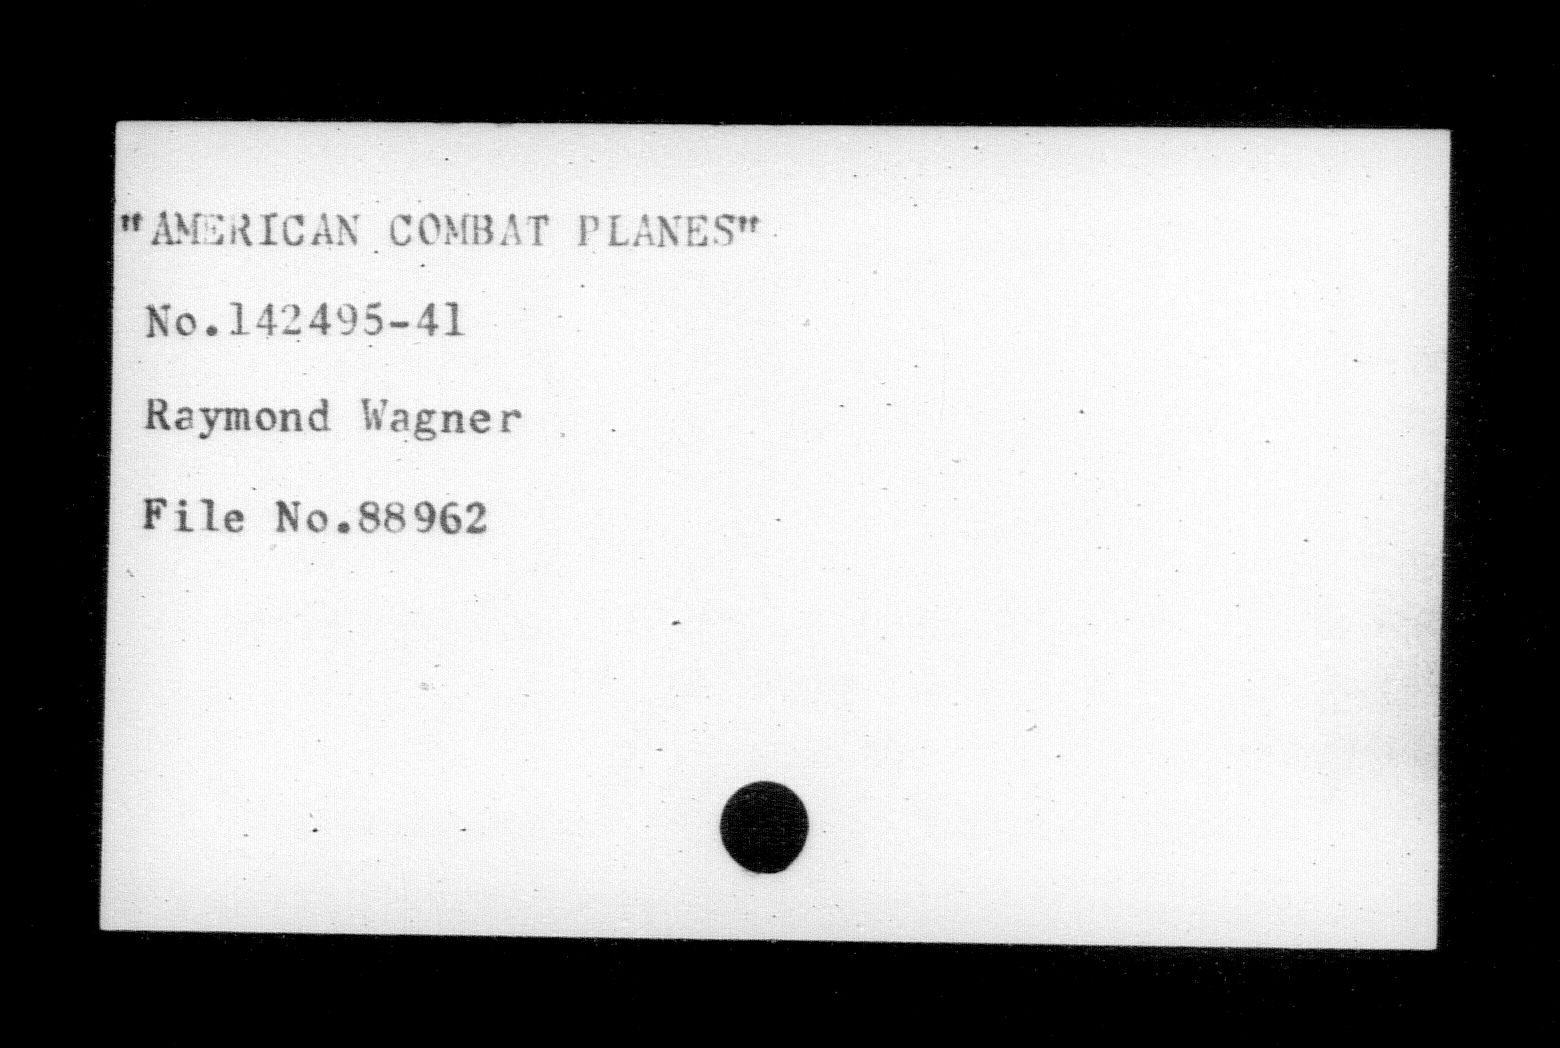 "AMERICAN COMBAT PLANES"
No.142495-41
Raymond Wagner
File No.88962